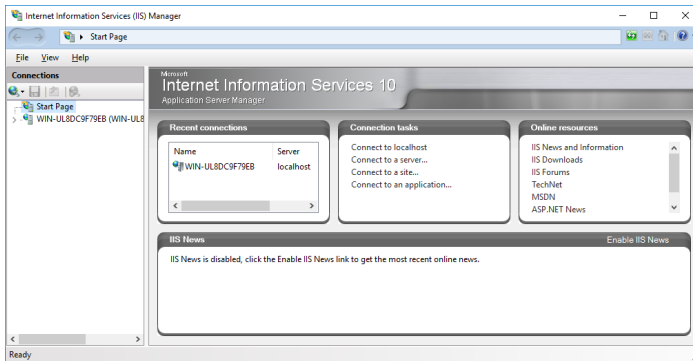 Internet Information Services (IIS) Manager
Start Page
File View Help
Connections
Start Page
WIN-UL8DC9F79EB (WIN-UL8
Microsoft
Internet Information Services 10
Application Server Manager
Recent connections
Name Server
WIN-UL8DC9F79EB localhost
Connection tasks
Connect to localhost
Connect to a server...
Connect to a site...
Connect to an application...
Online resources
IIS News and Information
IIS Downloads
IIS Forums
TechNet
MSDN
ASP.NET News
IIS News Enable IIS News
IIS News is disabled, click the Enable IIS News link to get the most recent online news.
Ready